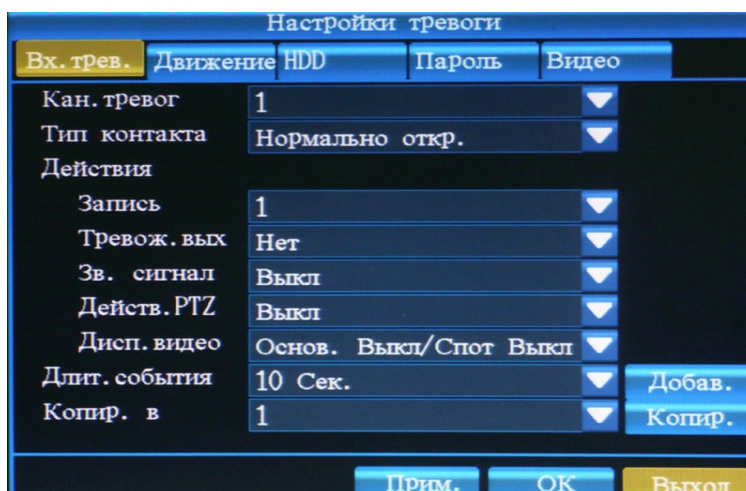 Настройки тревоги
Вх.трев. Движение HDD Пароль Видео
Кан.тревог 1
Тип контакта Нормально откр.
Действия
Запись 1
Тревож.вых Нет
Зв. сигнал Выкл
Действ.PTZ Выкл
Дисп.видео Основ. Выкл/Спот Выкл
Длит.события 10 Сек. Добав.
Копир. в 1 Копир.
Прим. ОК Выход